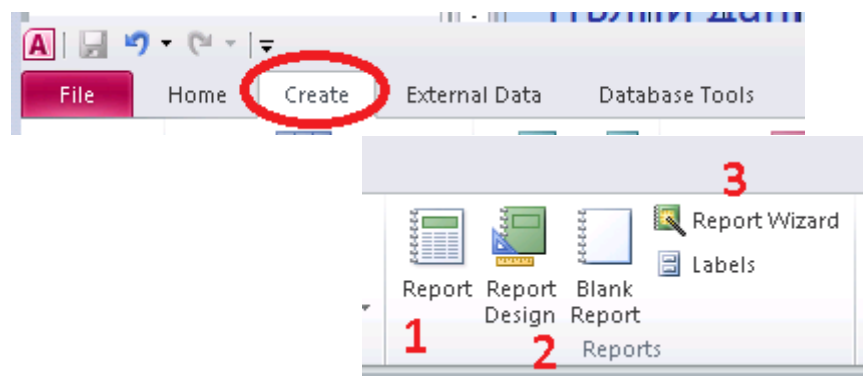 A
File Home Create External Data Database Tools
3
Report Wizard
Labels
Report Report Blank
Design Report
1 2 Reports